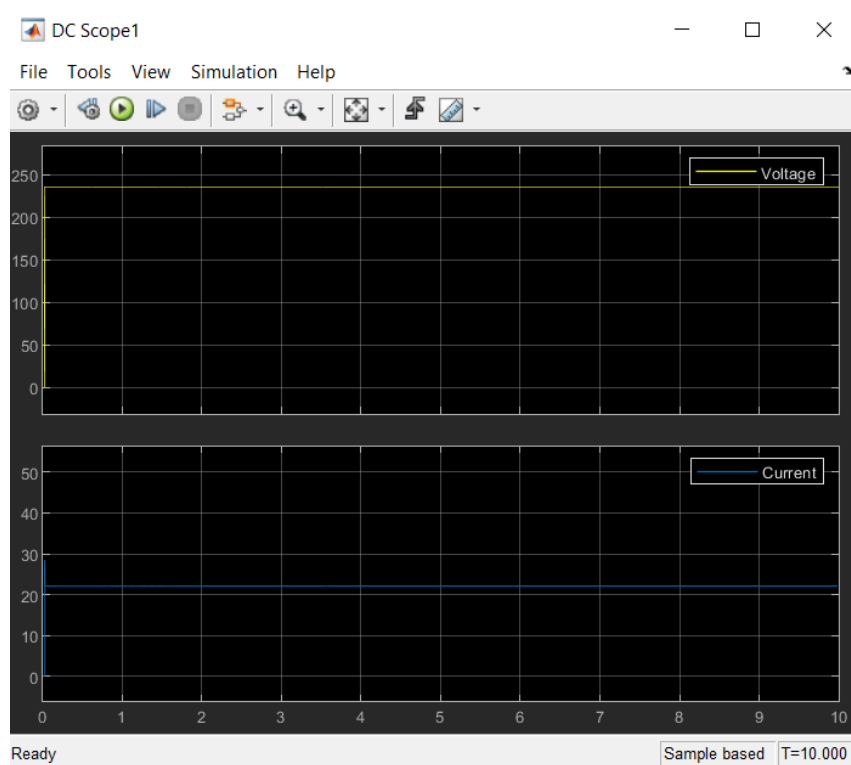 DC Scope1
File Tools View Simulation Help
Voltage
250
200
150
100
50
0
Current
50
40
30
20
10
0
0 1 2 3 4 5 6 7 8 9 10
Ready Sample based T=10.000